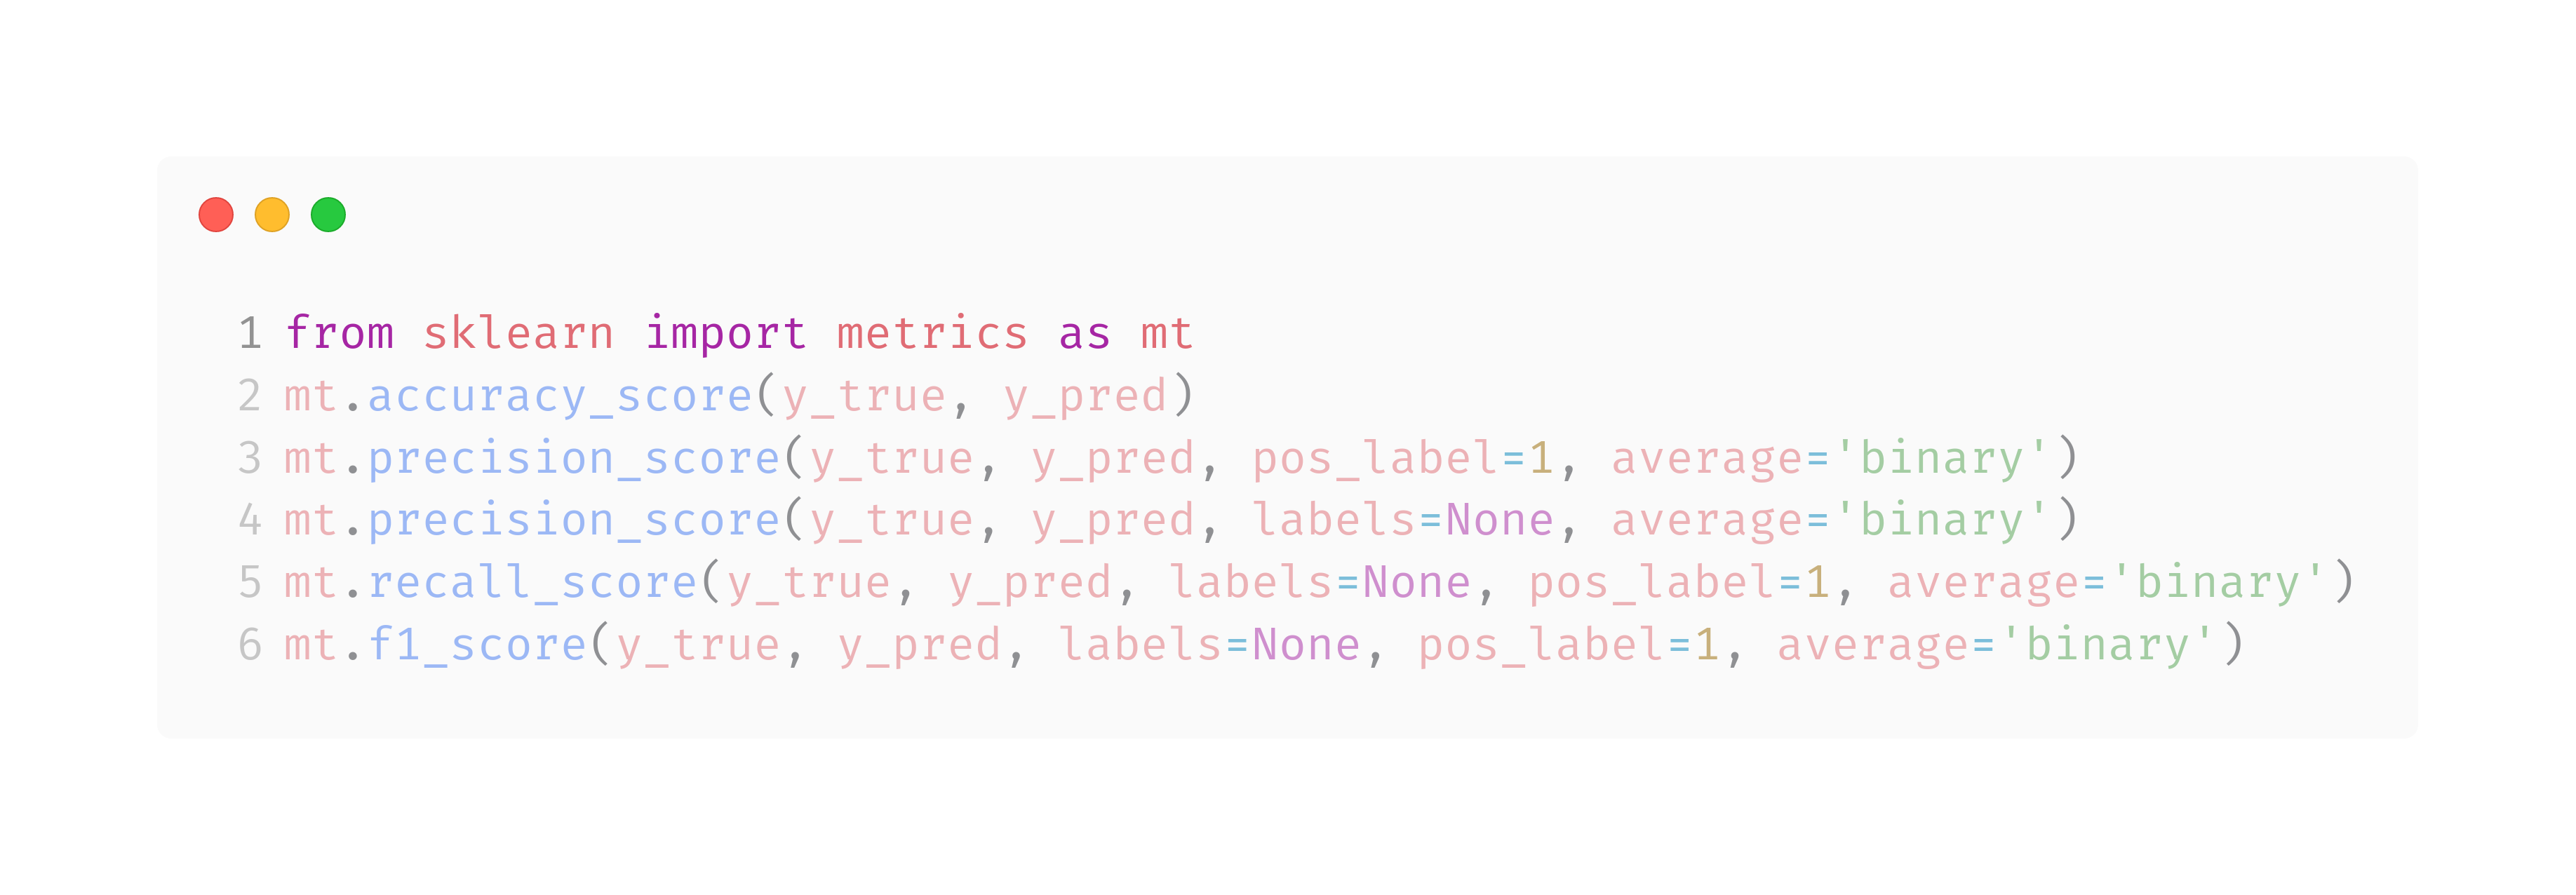 1 from sklearn import metrics as mt
2 mt.accuracy_score(y_true, y_pred)
3 mt.precision_score(y_true, y_pred, pos_label=1, average='binary')
4 mt.precision_score(y_true, y_pred, labels=None, average='binary')
5 mt.recall_score(y_true, y_pred, labels=None, pos_label=1, average='binary')
6 mt.f1_score(y_true, y_pred, labels=None, pos_label=1, average='binary')